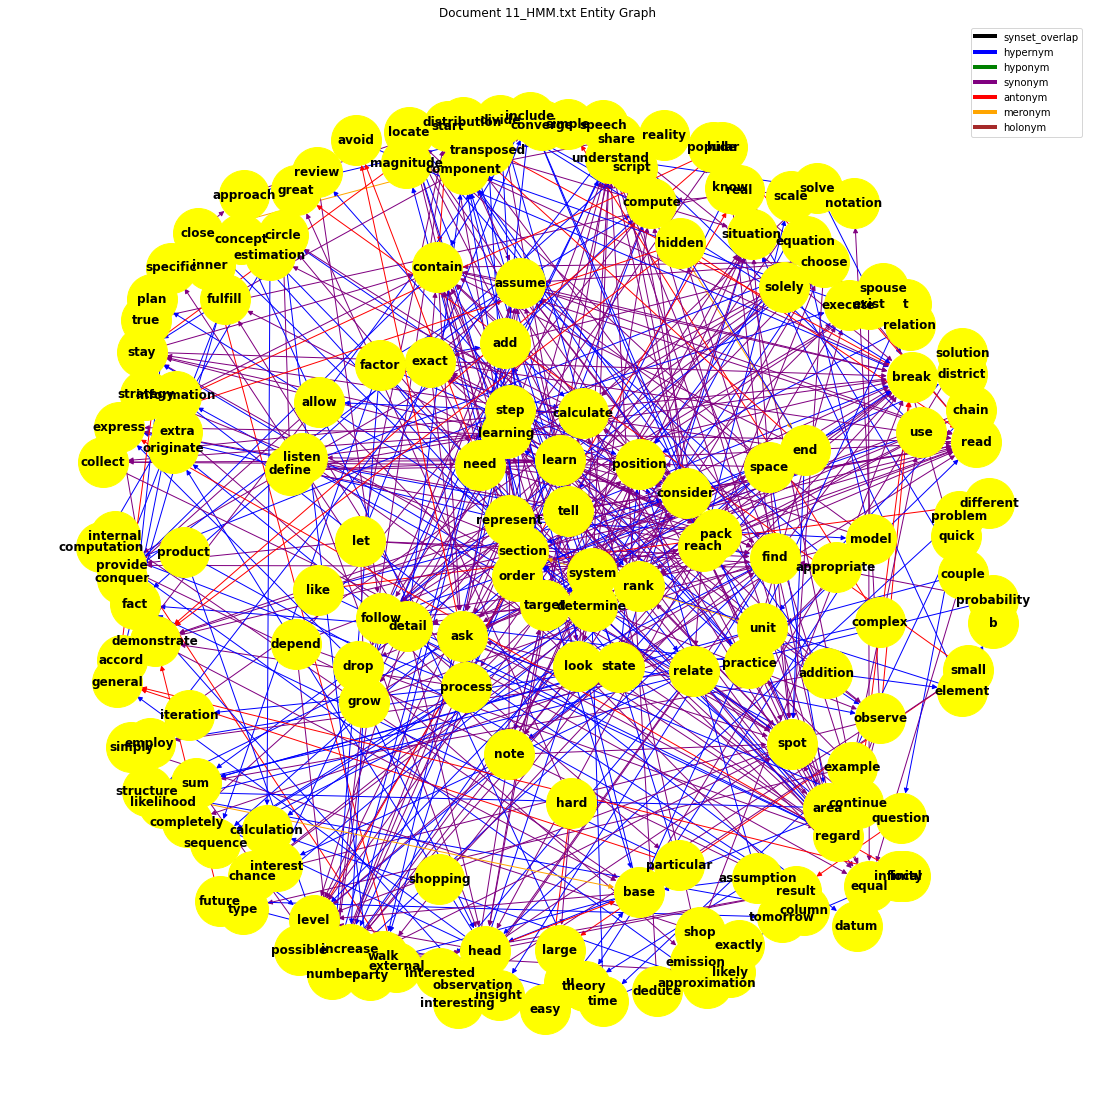 Document 11_HMM.txt Entity Graph
synset_overlap
hypernym
hyponym
synonym
antonym
meronym
holonym
include
distribution
divide
start
converge
simple
speech
share
locate
avoid
reality
popular
transposed
understand
magnitude
component
script
review
great
approach
know
real
solve
scale
notation
compute
close
concept
circle
estimation
hidden
situation
equation
choose
specific
inner
contain
assume
solely
spouse
plan
fulfill
execute
exist
t
true
relation
add
stay
factor
exact
solution
district
break
strategy
information
allow
step
calculate
chain
express
extra
originate
learning
use
read
collect
listen
define
need
learn
position
space
end
consider
different
tell
problem
represent
internal
computation
product
let
section
pack
reach
find
model
quick
provide
conquer
order
system
rank
appropriate
couple
like
fact
target
determine
probability
follow
detail
ask
unit
complex
b
demonstrate
depend
accord
general
drop
look
state
relate
practice
addition
small
element
process
grow
iteration
observe
simply
employ
note
spot
sum
example
structure
likelihood
hard
area
continue
completely
sequence
calculation
regard
question
interest
chance
shopping
particular
base
assumption
result
equal
future
type
level
column
tomorrow
datum
possible
increase
walk
external
head
large
shop
exactly
number
party
interested
observation
interesting
insight
easy
theory
time
emission
likely
deduce
approximation